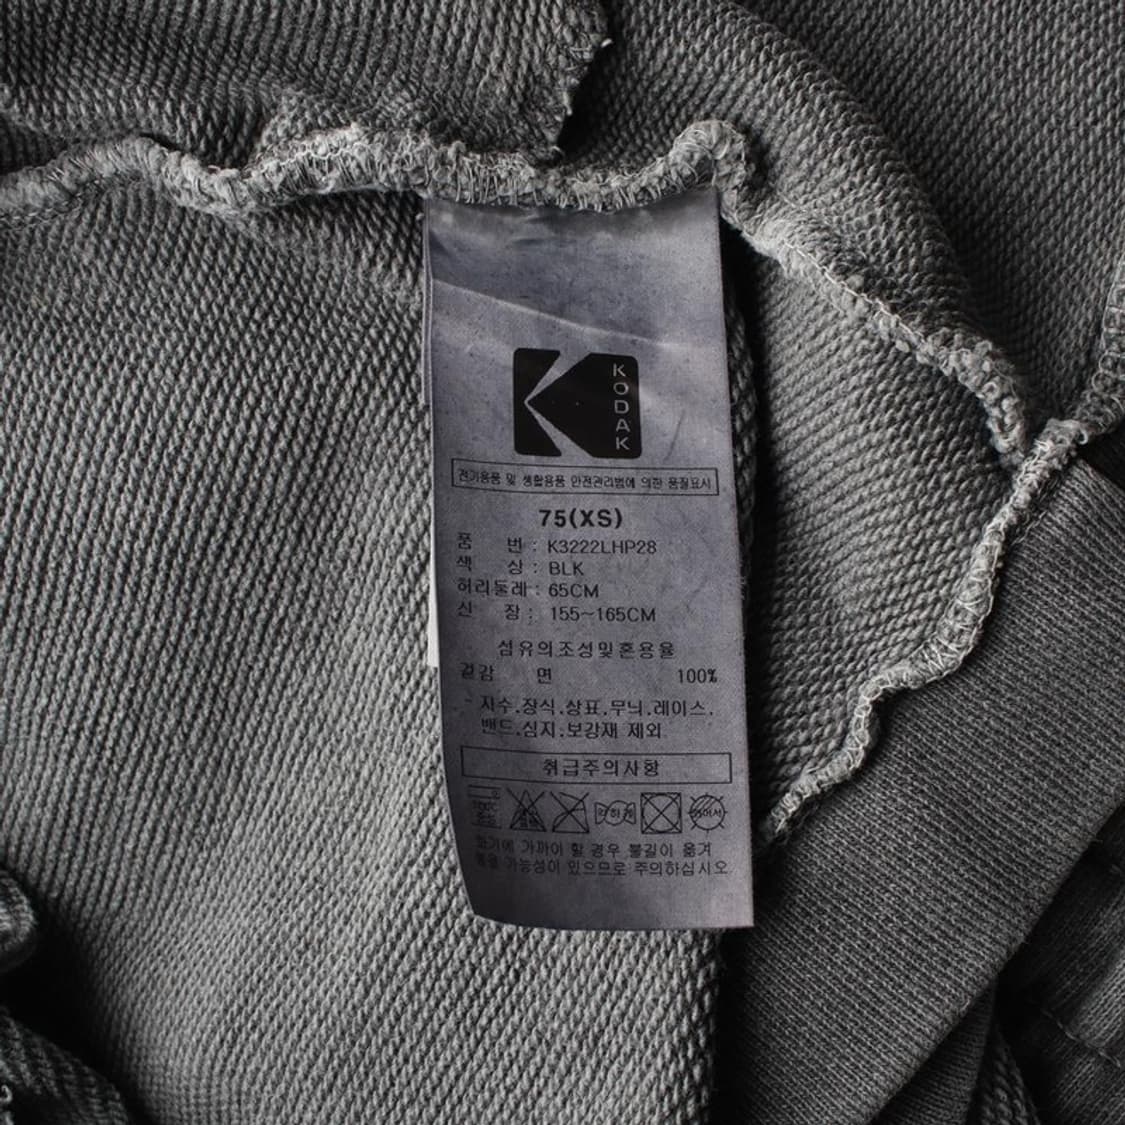 KODAK
전기용품 및 생활용품 안전관리법에 의한 품질표시
75(XS)
품 번 : K3222LHP28
색 상 : BLK
허리둘레 : 65CM
신 장 : 155~165CM
섬유의조성및혼용율
겉감 면 100%
자수.장식.상표.무늬.레이스.
밴드.심지.보강재 제외
취급주의사항
화기에 가까이 할 경우 불길이 옮겨
붙을 가능성이 있으므로 주의하십시오